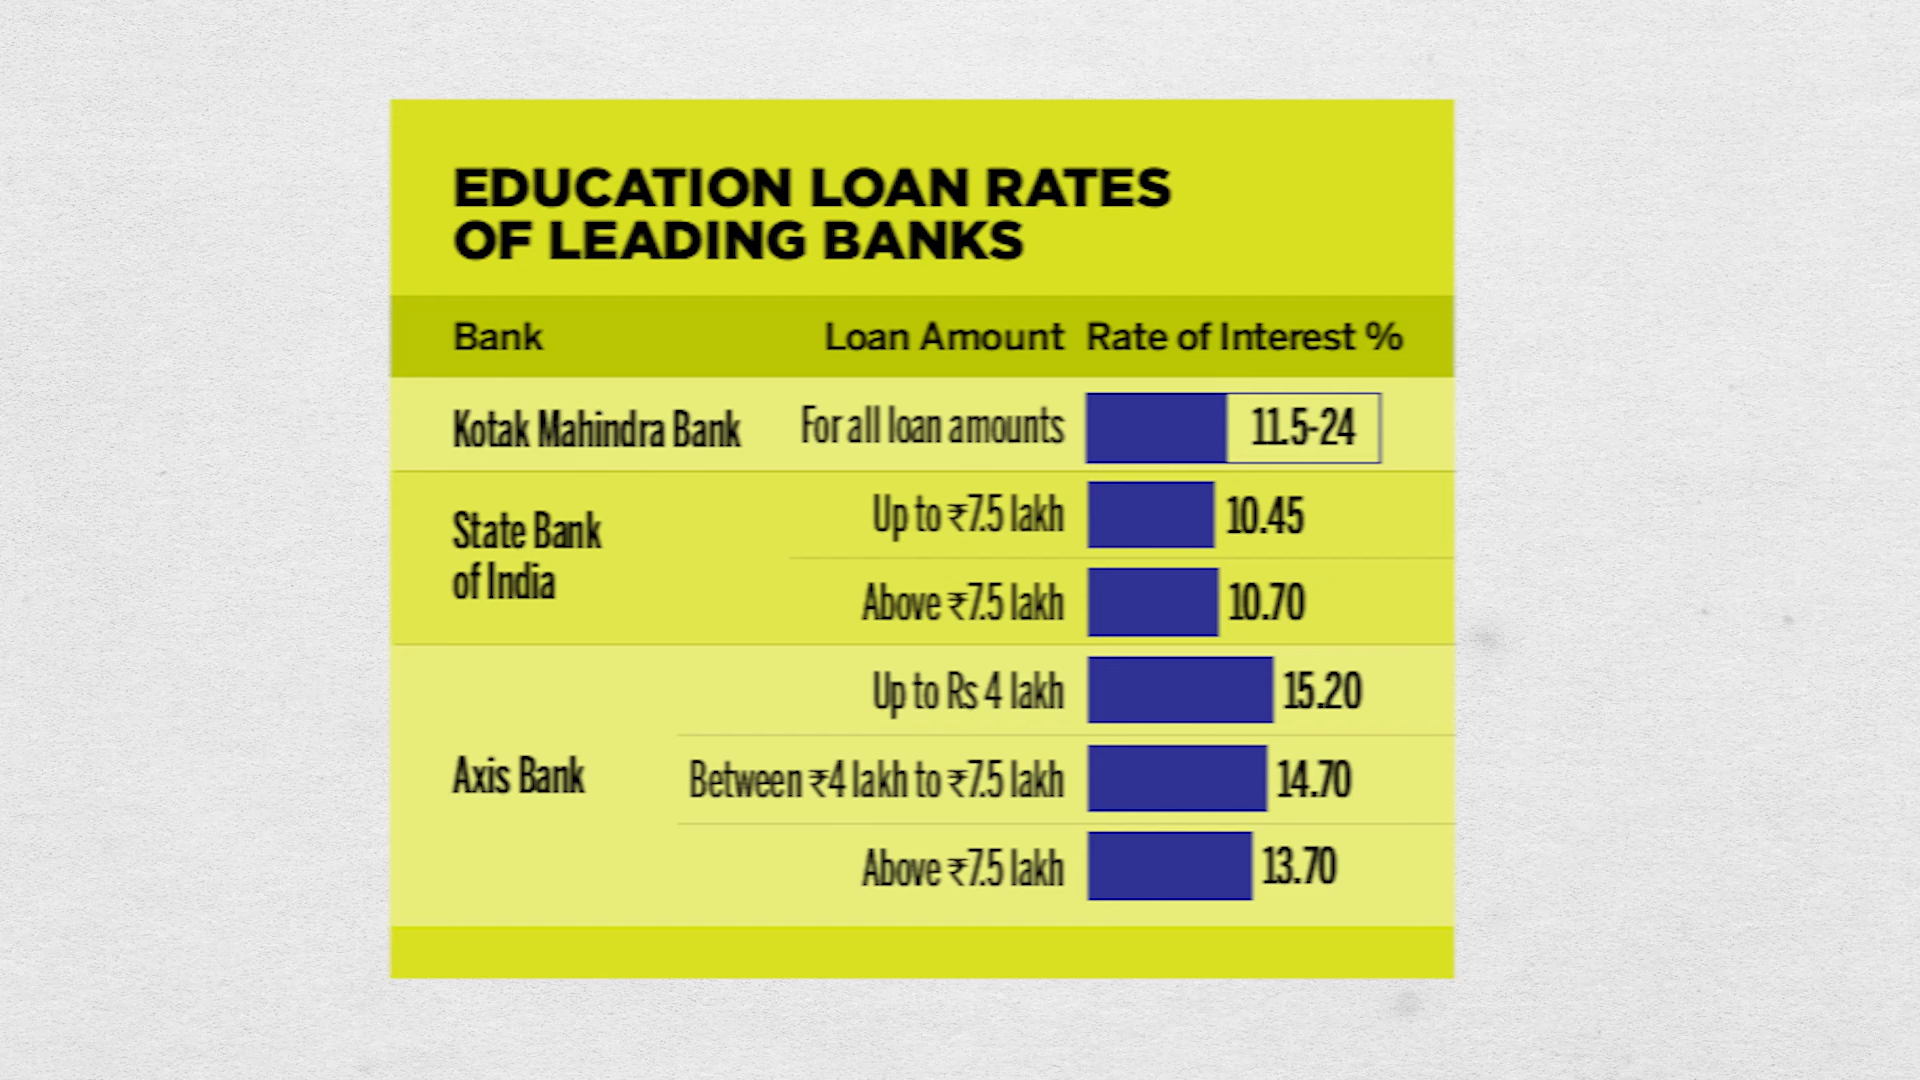 EDUCATION LOAN RATES
OF LEADING BANKS
Bank Loan Amount Rate of Interest %
Kotak Mahindra Bank For all loan amounts 11.5-24
State Bank
of India
Up to ₹7.5 lakh 10.45
Above ₹7.5 lakh 10.70
Axis Bank
Up to Rs 4 lakh 15.20
Between ₹4 lakh to ₹7.5 lakh 14.70
Above ₹7.5 lakh 13.70